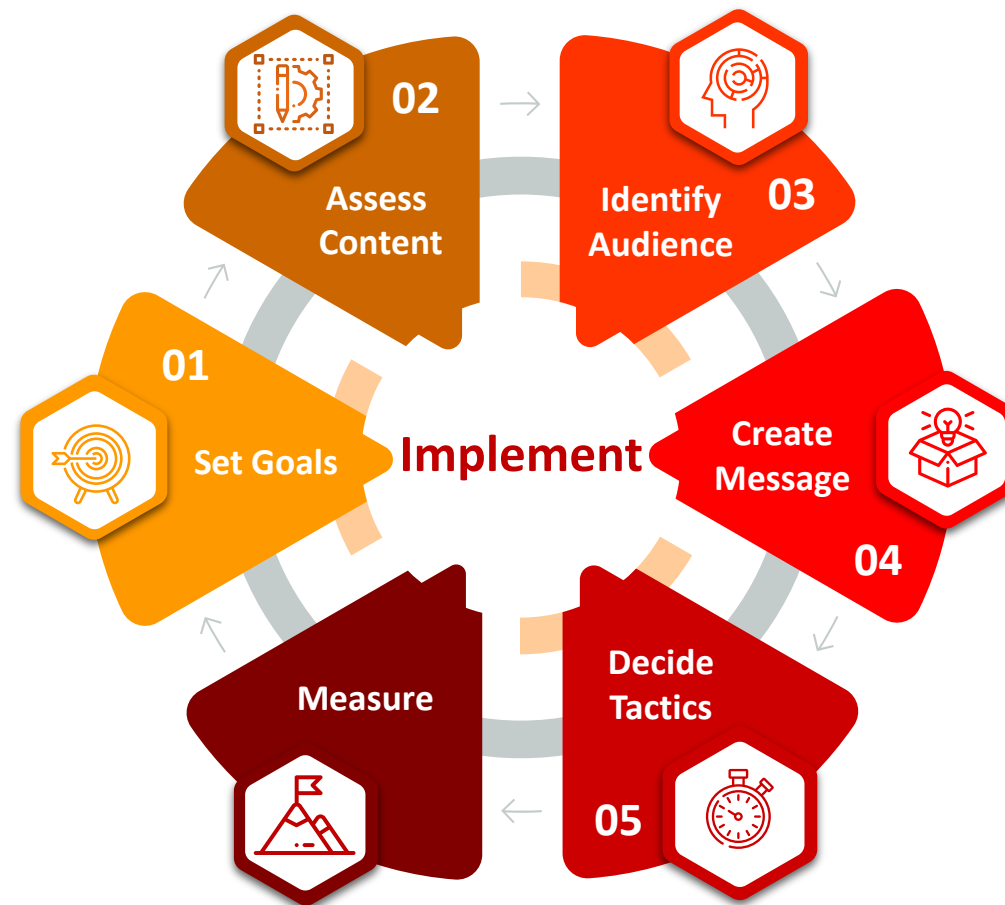 01
Set Goals
02
Assess
Content
03
Identify
Audience
Create
Message
04
Decide
Tactics
05
Measure
Implement